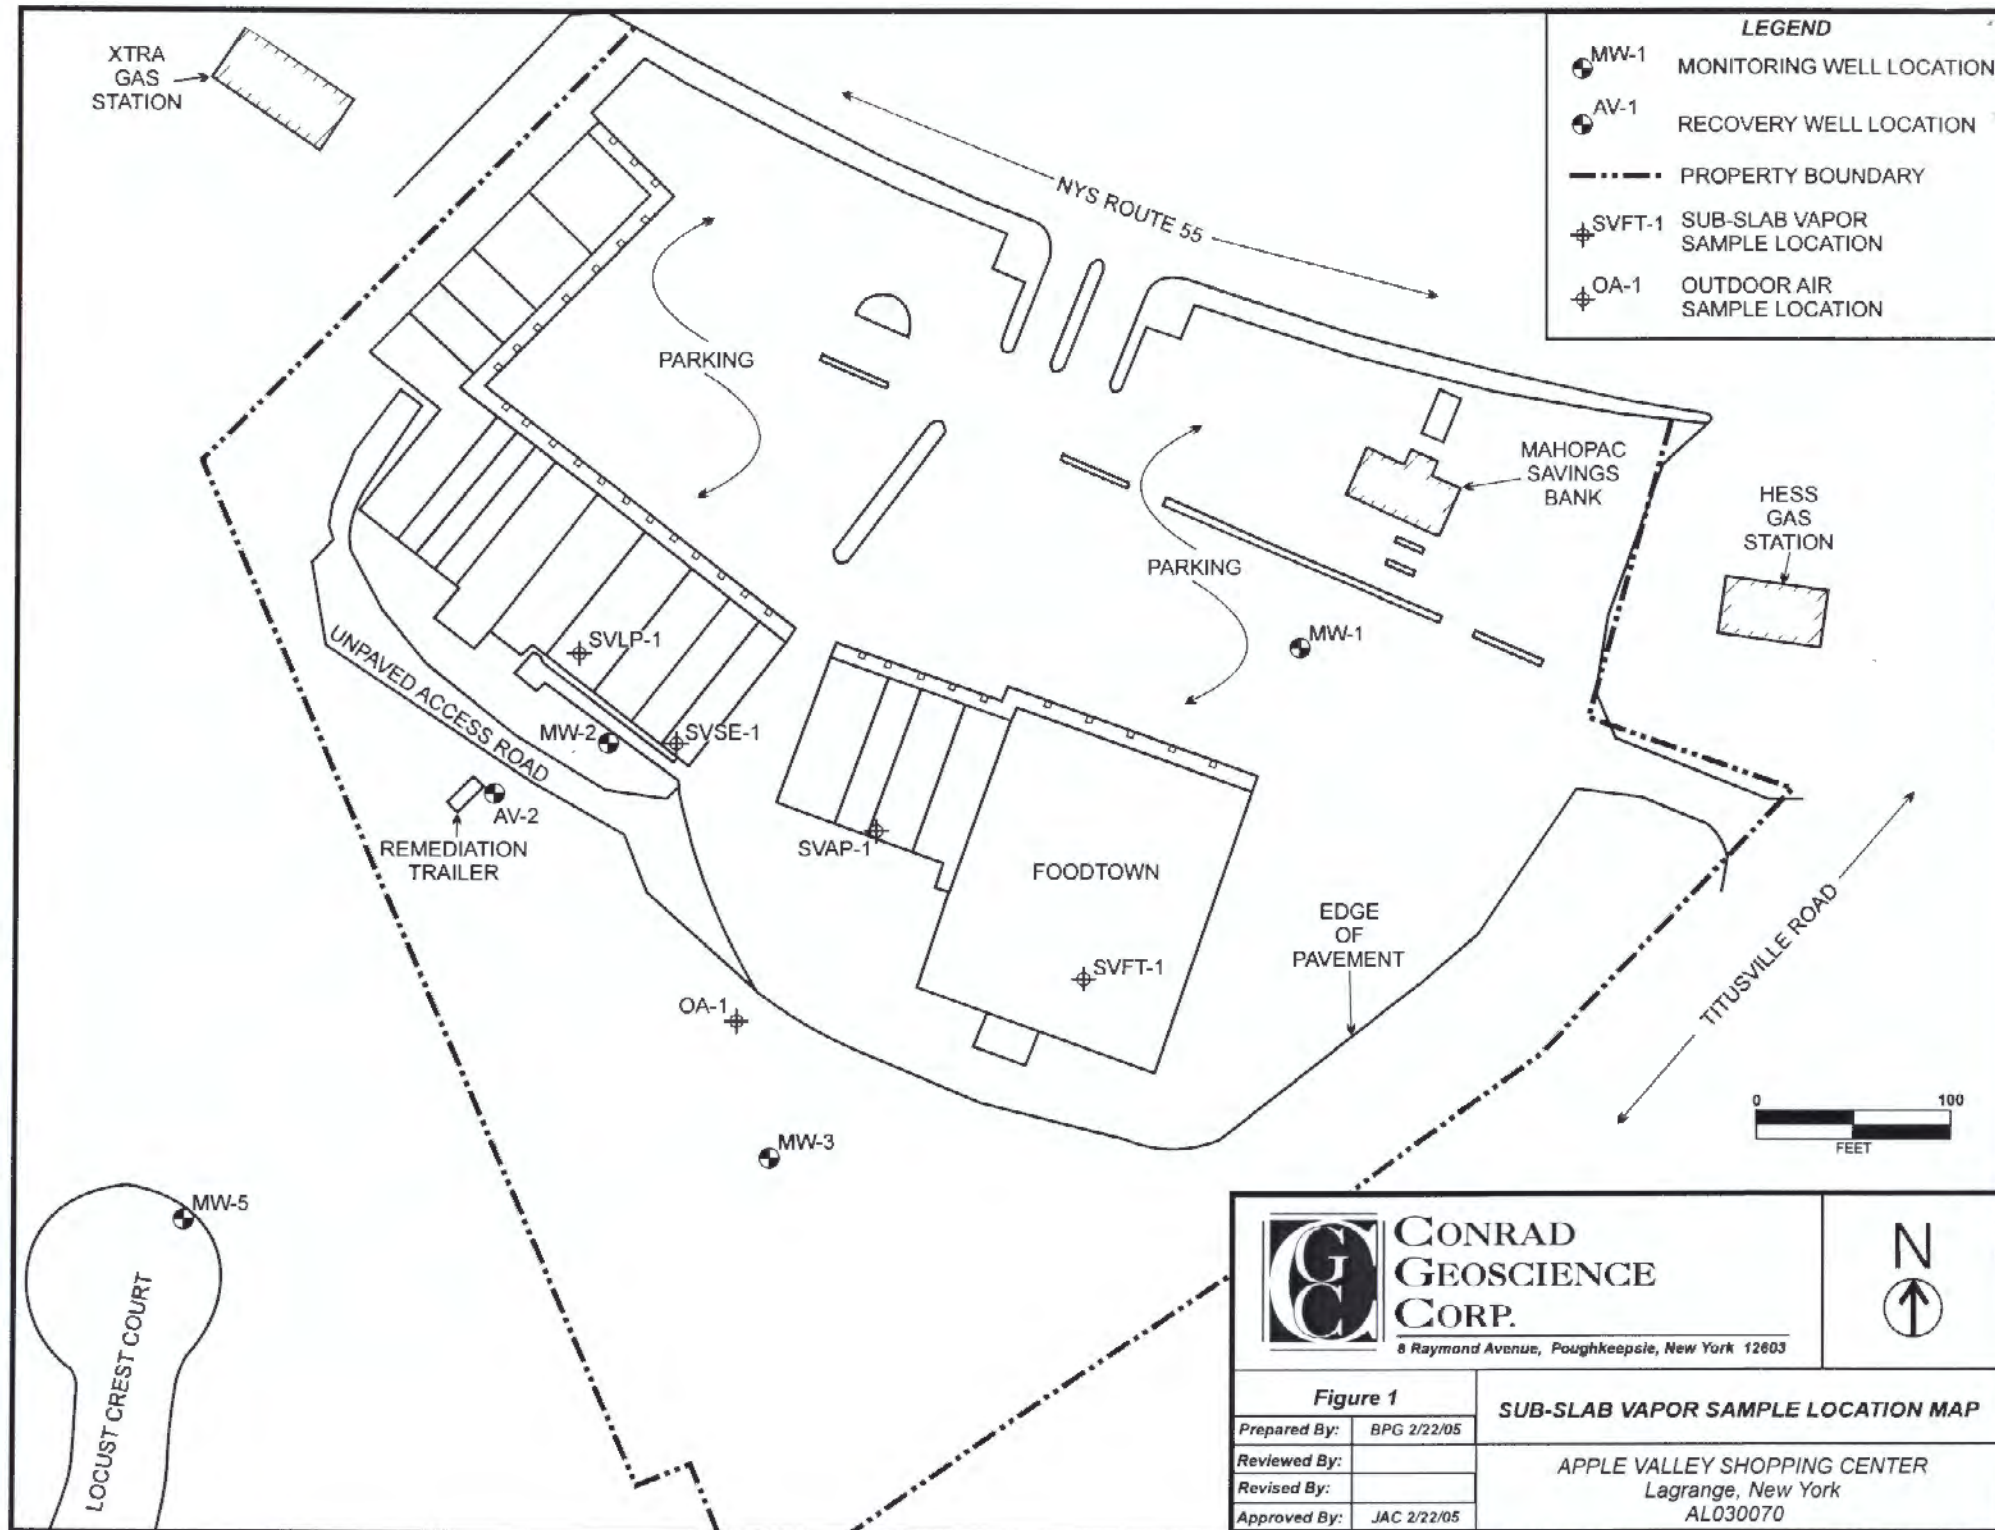 XTRA
GAS
STATION
NYS ROUTE 55
LEGEND
MW-1
MONITORING WELL LOCATION
AV-1
RECOVERY WELL LOCATION
PROPERTY BOUNDARY
SVFT-1
SUB-SLAB VAPOR
SAMPLE LOCATION
OA-1
OUTDOOR AIR
SAMPLE LOCATION
PARKING
MAHOPAC
SAVINGS
BANK
HESS
GAS
STATION
PARKING
MW-1
SVLP-1
UNPAVED ACCESS ROAD
MW-2
SVSE-1
AV-2
REMEDIATION
TRAILER
SVAP-1
FOODTOWN
EDGE
OF
PAVEMENT
SVFT-1
OA-1
TITUSVILLE ROAD
0 100
FEET
MW-3
MW-5
LOCUST CREST COURT
CGC
CONRAD
GEOSCIENCE
CORP.
8 Raymond Avenue, Poughkeepsie, New York 12603
N
Figure 1
Prepared By: BPG 2/22/05
Reviewed By:
Revised By:
Approved By: JAC 2/22/05
SUB-SLAB VAPOR SAMPLE LOCATION MAP
APPLE VALLEY SHOPPING CENTER
Lagrange, New York
AL030070